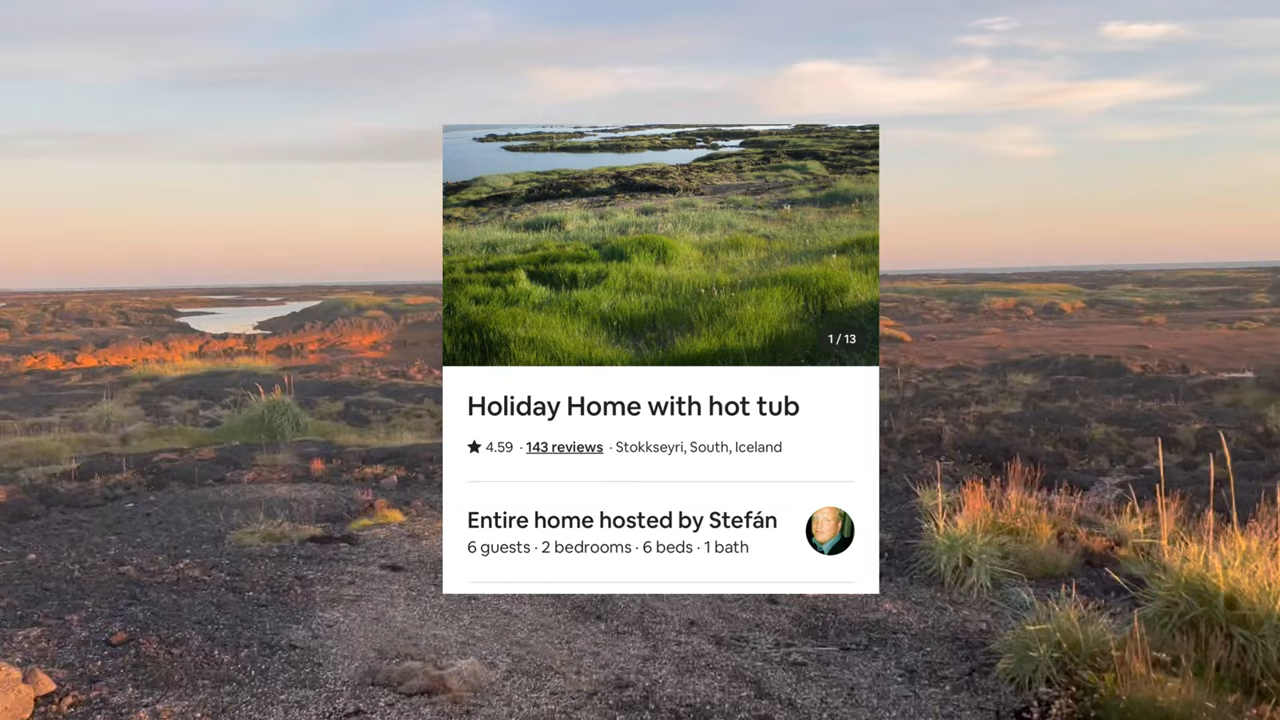 1 / 13
Holiday Home with hot tub
★ 4.59 · 143 reviews · Stokkseyri, South, Iceland
Entire home hosted by Stefán
6 guests · 2 bedrooms · 6 beds · 1 bath